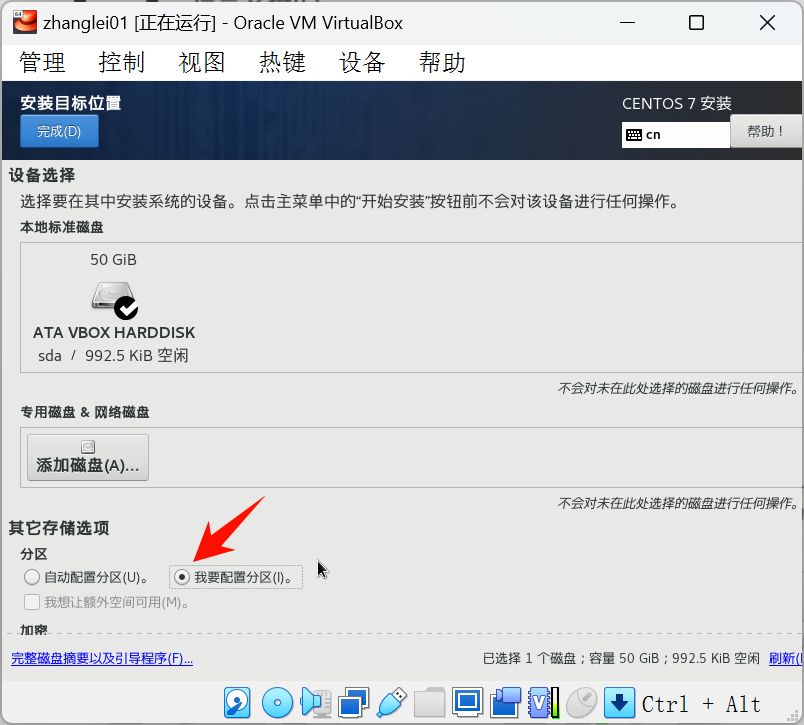 zhanglei01 [正在运行] - Oracle VM VirtualBox
管理 控制 视图 热键 设备 帮助
安装目标位置
CENTOS 7 安装
完成(D)
cn
帮助！
设备选择
选择要在其中安装系统的设备。点击主菜单中的“开始安装”按钮前不会对该设备进行任何操作。
本地标准磁盘
50 GiB
ATA VBOX HARDDISK
sda / 992.5 KiB 空闲
不会对未在此处选择的磁盘进行任何操作。
专用磁盘 & 网络磁盘
添加磁盘(A)...
不会对未在此处选择的磁盘进行任何操作。
其它存储选项
分区
自动配置分区(U)。 我要配置分区(I)。
我想让额外空间可用(M)。
加密
完整磁盘摘要以及引导程序(F)...
已选择 1 个磁盘；容量 50 GiB；992.5 KiB 空闲 刷新(
Ctrl + Alt